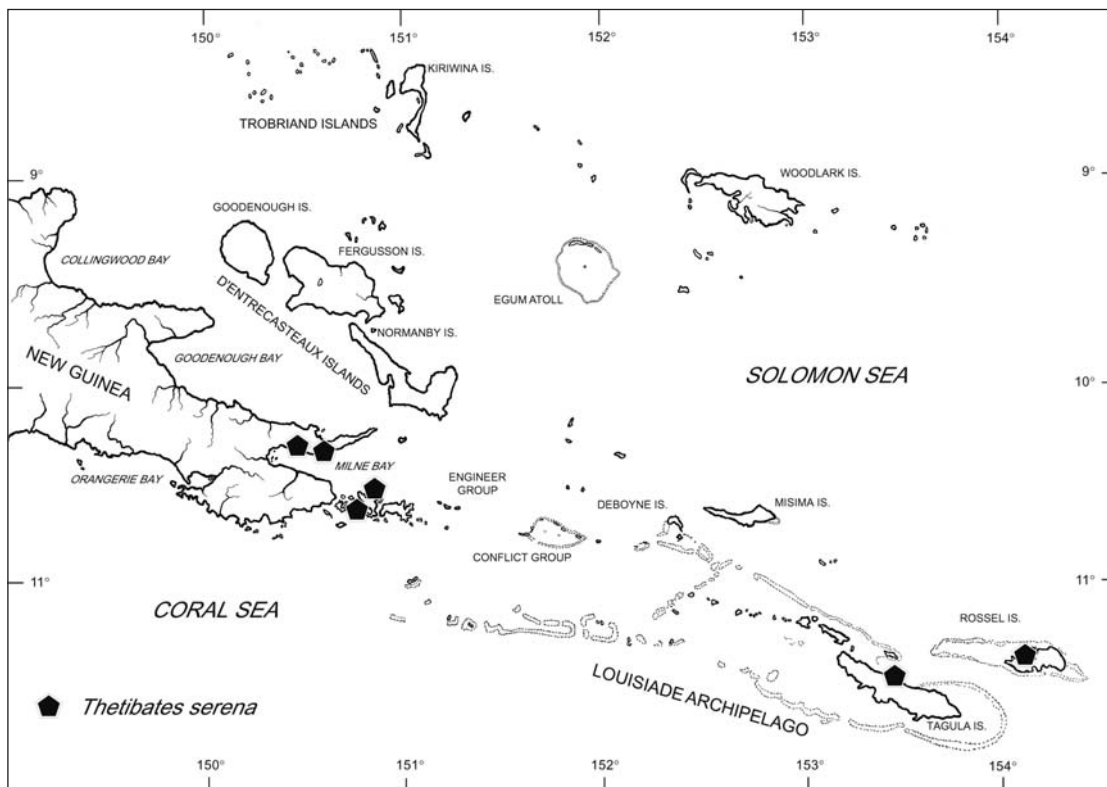 150°
151°
152°
153°
154°
KIRIWINA IS.
TROBRIAND ISLANDS
9°
9°
WOODLARK IS.
GOODENOUGH IS.
FERGUSSON IS.
COLLINGWOOD BAY
EGUM ATOLL
D'ENTRECASTEAUX ISLANDS
NORMANBY IS.
GOODENOUGH BAY
NEW GUINEA
SOLOMON SEA
10°
10°
MILNE BAY
ORANGERIE BAY
ENGINEER
GROUP
DEBOYNE IS.
MISIMA IS.
CONFLICT GROUP
11°
11°
CORAL SEA
ROSSEL IS.
LOUISIADE ARCHIPELAGO
Thetibates serena
TAGULA IS.
150°
151°
152°
153°
154°